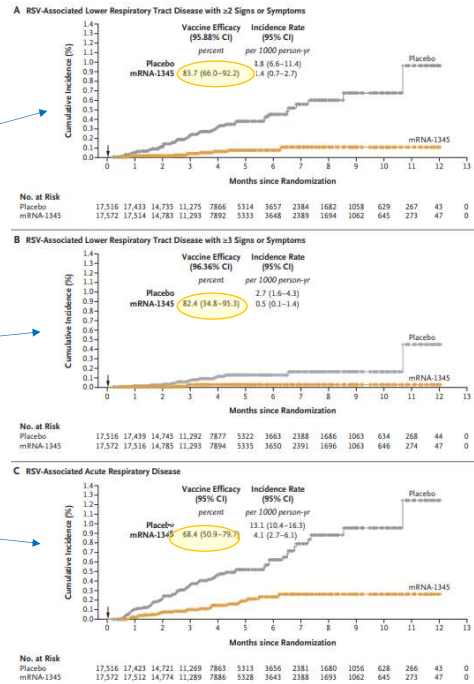 A RSV-Associated Lower Respiratory Tract Disease with ≥2 Signs or Symptoms
Cumulative Incidence (%)
1.4
1.3
1.2
1.1
1.0
0.9
0.8
0.7
0.6
0.5
0.4
0.3
0.2
0.1
0.0
Vaccine Efficacy Incidence Rate
(95.88% CI) (95% CI)
percent per 1000 person-yr
Placebo .8 (6.6–11.4)
mRNA-1345 83.7 (66.0–92.2) .4 (0.7–2.7)
Placebo
mRNA-1345
0 1 2 3 4 5 6 7 8 9 10 11 12 13
Months since Randomization
No. at Risk
Placebo 17,516 17,433 14,735 11,275 7866 5331 3657 2384 1682 1058 629 267 43 0
mRNA-1345 17,572 17,514 14,783 11,293 7892 5333 3648 2389 1694 1062 645 273 47 0
B RSV-Associated Lower Respiratory Tract Disease with ≥3 Signs or Symptoms
Cumulative Incidence (%)
1.4
1.3
1.2
1.1
1.0
0.9
0.8
0.7
0.6
0.5
0.4
0.3
0.2
0.1
0.0
Vaccine Efficacy Incidence Rate
(96.36% CI) (95% CI)
percent per 1000 person-yr
Placebo 2.7 (1.6–4.3)
mRNA-1345 82.4 (34.8–95.3) 0.5 (0.1–1.4)
Placebo
mRNA-1345
0 1 2 3 4 5 6 7 8 9 10 11 12 13
Months since Randomization
No. at Risk
Placebo 17,516 17,439 14,745 11,292 7877 5322 3663 2388 1686 1063 634 268 44 0
mRNA-1345 17,572 17,516 14,785 11,293 7894 5335 3650 2391 1696 1063 646 274 47 0
C RSV-Associated Acute Respiratory Disease
Cumulative Incidence (%)
1.4
1.3
1.2
1.1
1.0
0.9
0.8
0.7
0.6
0.5
0.4
0.3
0.2
0.1
0.0
Vaccine Efficacy Incidence Rate
(95% CI) (95% CI)
percent per 1000 person-yr
Placebo 13.1 (10.4–16.3)
mRNA-1345 68.4 (50.9–79.7) 4.1 (2.7–6.1)
Placebo
mRNA-1345
0 1 2 3 4 5 6 7 8 9 10 11 12 13
Months since Randomization
No. at Risk
Placebo 17,516 17,423 14,721 11,269 7863 5313 3656 2381 1680 1056 628 266 43 0
mRNA-1345 17,572 17,512 14,774 11,289 7886 5328 3643 2388 1693 1062 645 273 47 0